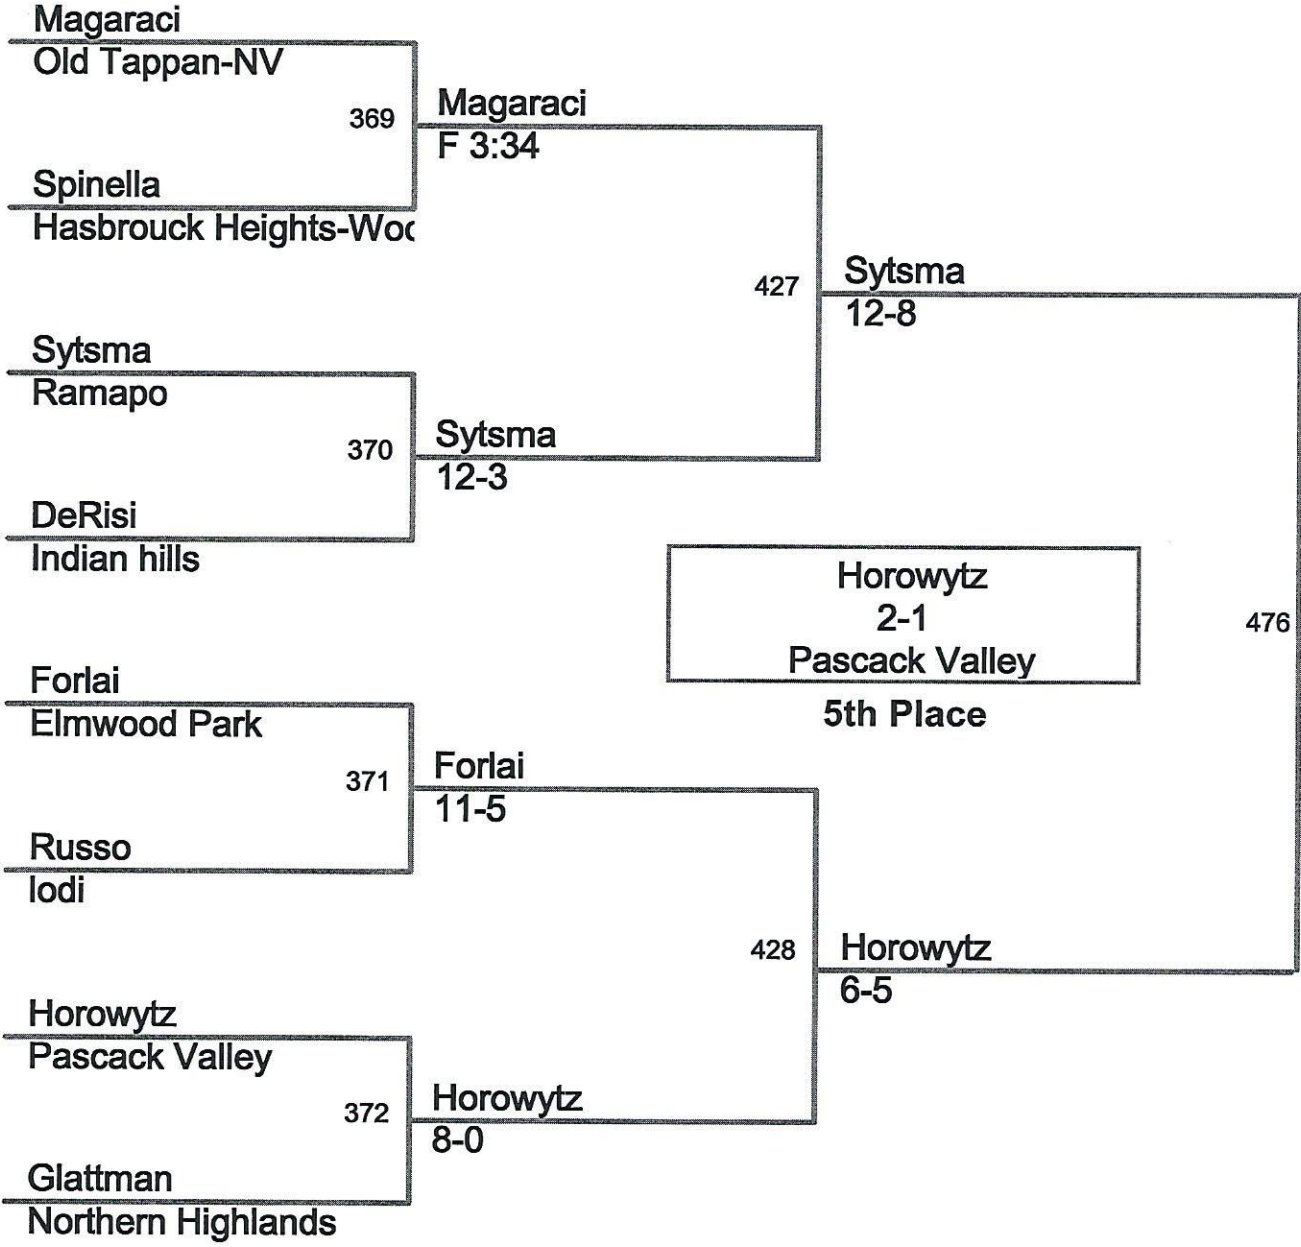 Magaraci
Old Tappan-NV
369
Magaraci
F 3:34
Spinella
Hasbrouck Heights-Woo
427
Sytsma
12-8
Sytsma
Ramapo
370
Sytsma
12-3
DeRisi
Indian hills
Horowytz
2-1
Pascack Valley
5th Place
476
Forlai
Elmwood Park
371
Forlai
11-5
Russo
lodi
428
Horowytz
6-5
Horowytz
Pascack Valley
372
Horowytz
8-0
Glattman
Northern Highlands